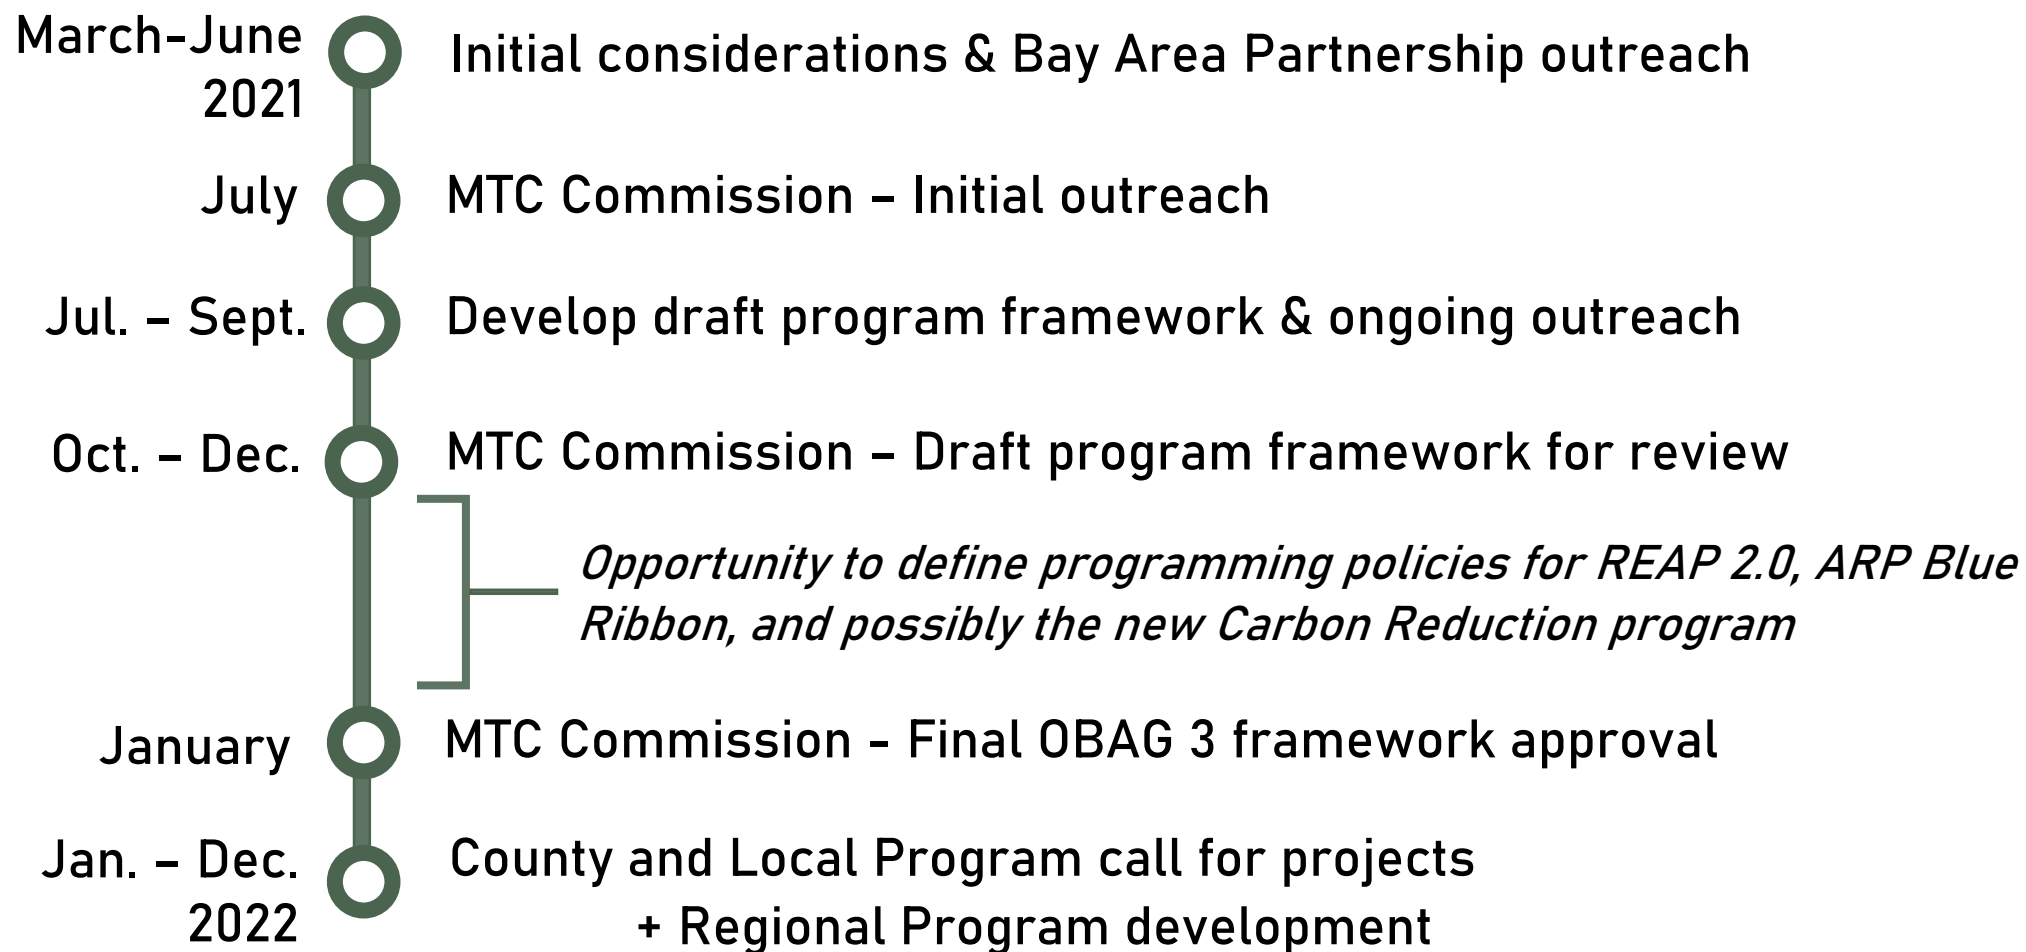 March-June
2021
Initial considerations & Bay Area Partnership outreach
July
MTC Commission – Initial outreach
Jul. – Sept.
Develop draft program framework & ongoing outreach
Oct. – Dec.
MTC Commission – Draft program framework for review
Opportunity to define programming policies for REAP 2.0, ARP Blue
Ribbon, and possibly the new Carbon Reduction program
January
MTC Commission - Final OBAG 3 framework approval
Jan. – Dec.
2022
County and Local Program call for projects
+ Regional Program development